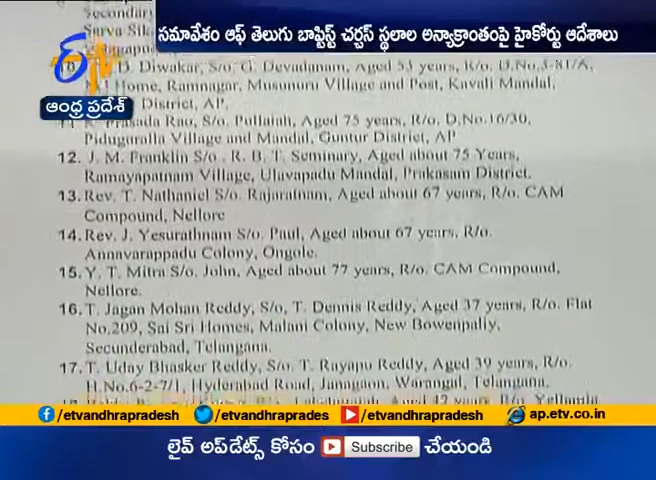 Secondary
Sarva Sik
సమావేశం ఆఫ్ తెలుగు బాప్టిస్ట్ చర్చస్ స్థలాల అన్యాక్రాంతంపై హైకోర్టు ఆదేశాలు
Diwakar, S/o. G. Devadanam, Aged 53 years, R/o. D.No.3-81/A,
Home, Ramnagar, Musunuru Village and Post, Kavali Mandal,
ఆంధ్ర ప్రదేశ్
District, AP.
Prasada Rao, S/o. Pullaiah, Aged 75 years, R/o. D.No.16/30,
Piduguralla Village and Mandal, Guntur District, AP
12. J. M. Franklin S/o . R. B. T. Seminary, Aged about 75 Years,
Ramayapatnam Village, Ulavapadu Mandal, Prakasam District.
13. Rev. T. Nathaniel S/o. Rajaratnam, Aged about 67 years, R/o. CAM
Compound, Nellore
14. Rev. J. Yesurathnam S/o. Paul, Aged about 67 years, R/o.
Annavarappadu Colony, Ongole.
15. Y. T. Mitra S/o. John, Aged about 77 years, R/o. CAM Compound,
Nellore.
16. T. Jagan Mohan Reddy, S/o, T. Dennis Reddy, Aged 37 years, R/o. Flat
No.209, Sai Sri Homes, Malani Colony, New Bowenpally,
Secunderabad, Telangana.
17. T. Uday Bhasker Reddy, S/o. T. Rayapu Reddy, Aged 39 years, R/o.
H.No.6-2-7/1, Hyderabad Road, Janagaon, Warangal, Telangana.
/etvandhrapradesh /etvandhraprades /etvandhrapradesh ap.etv.co.in
లైవ్ అప్‌డేట్స్ కోసం Subscribe చేయండి